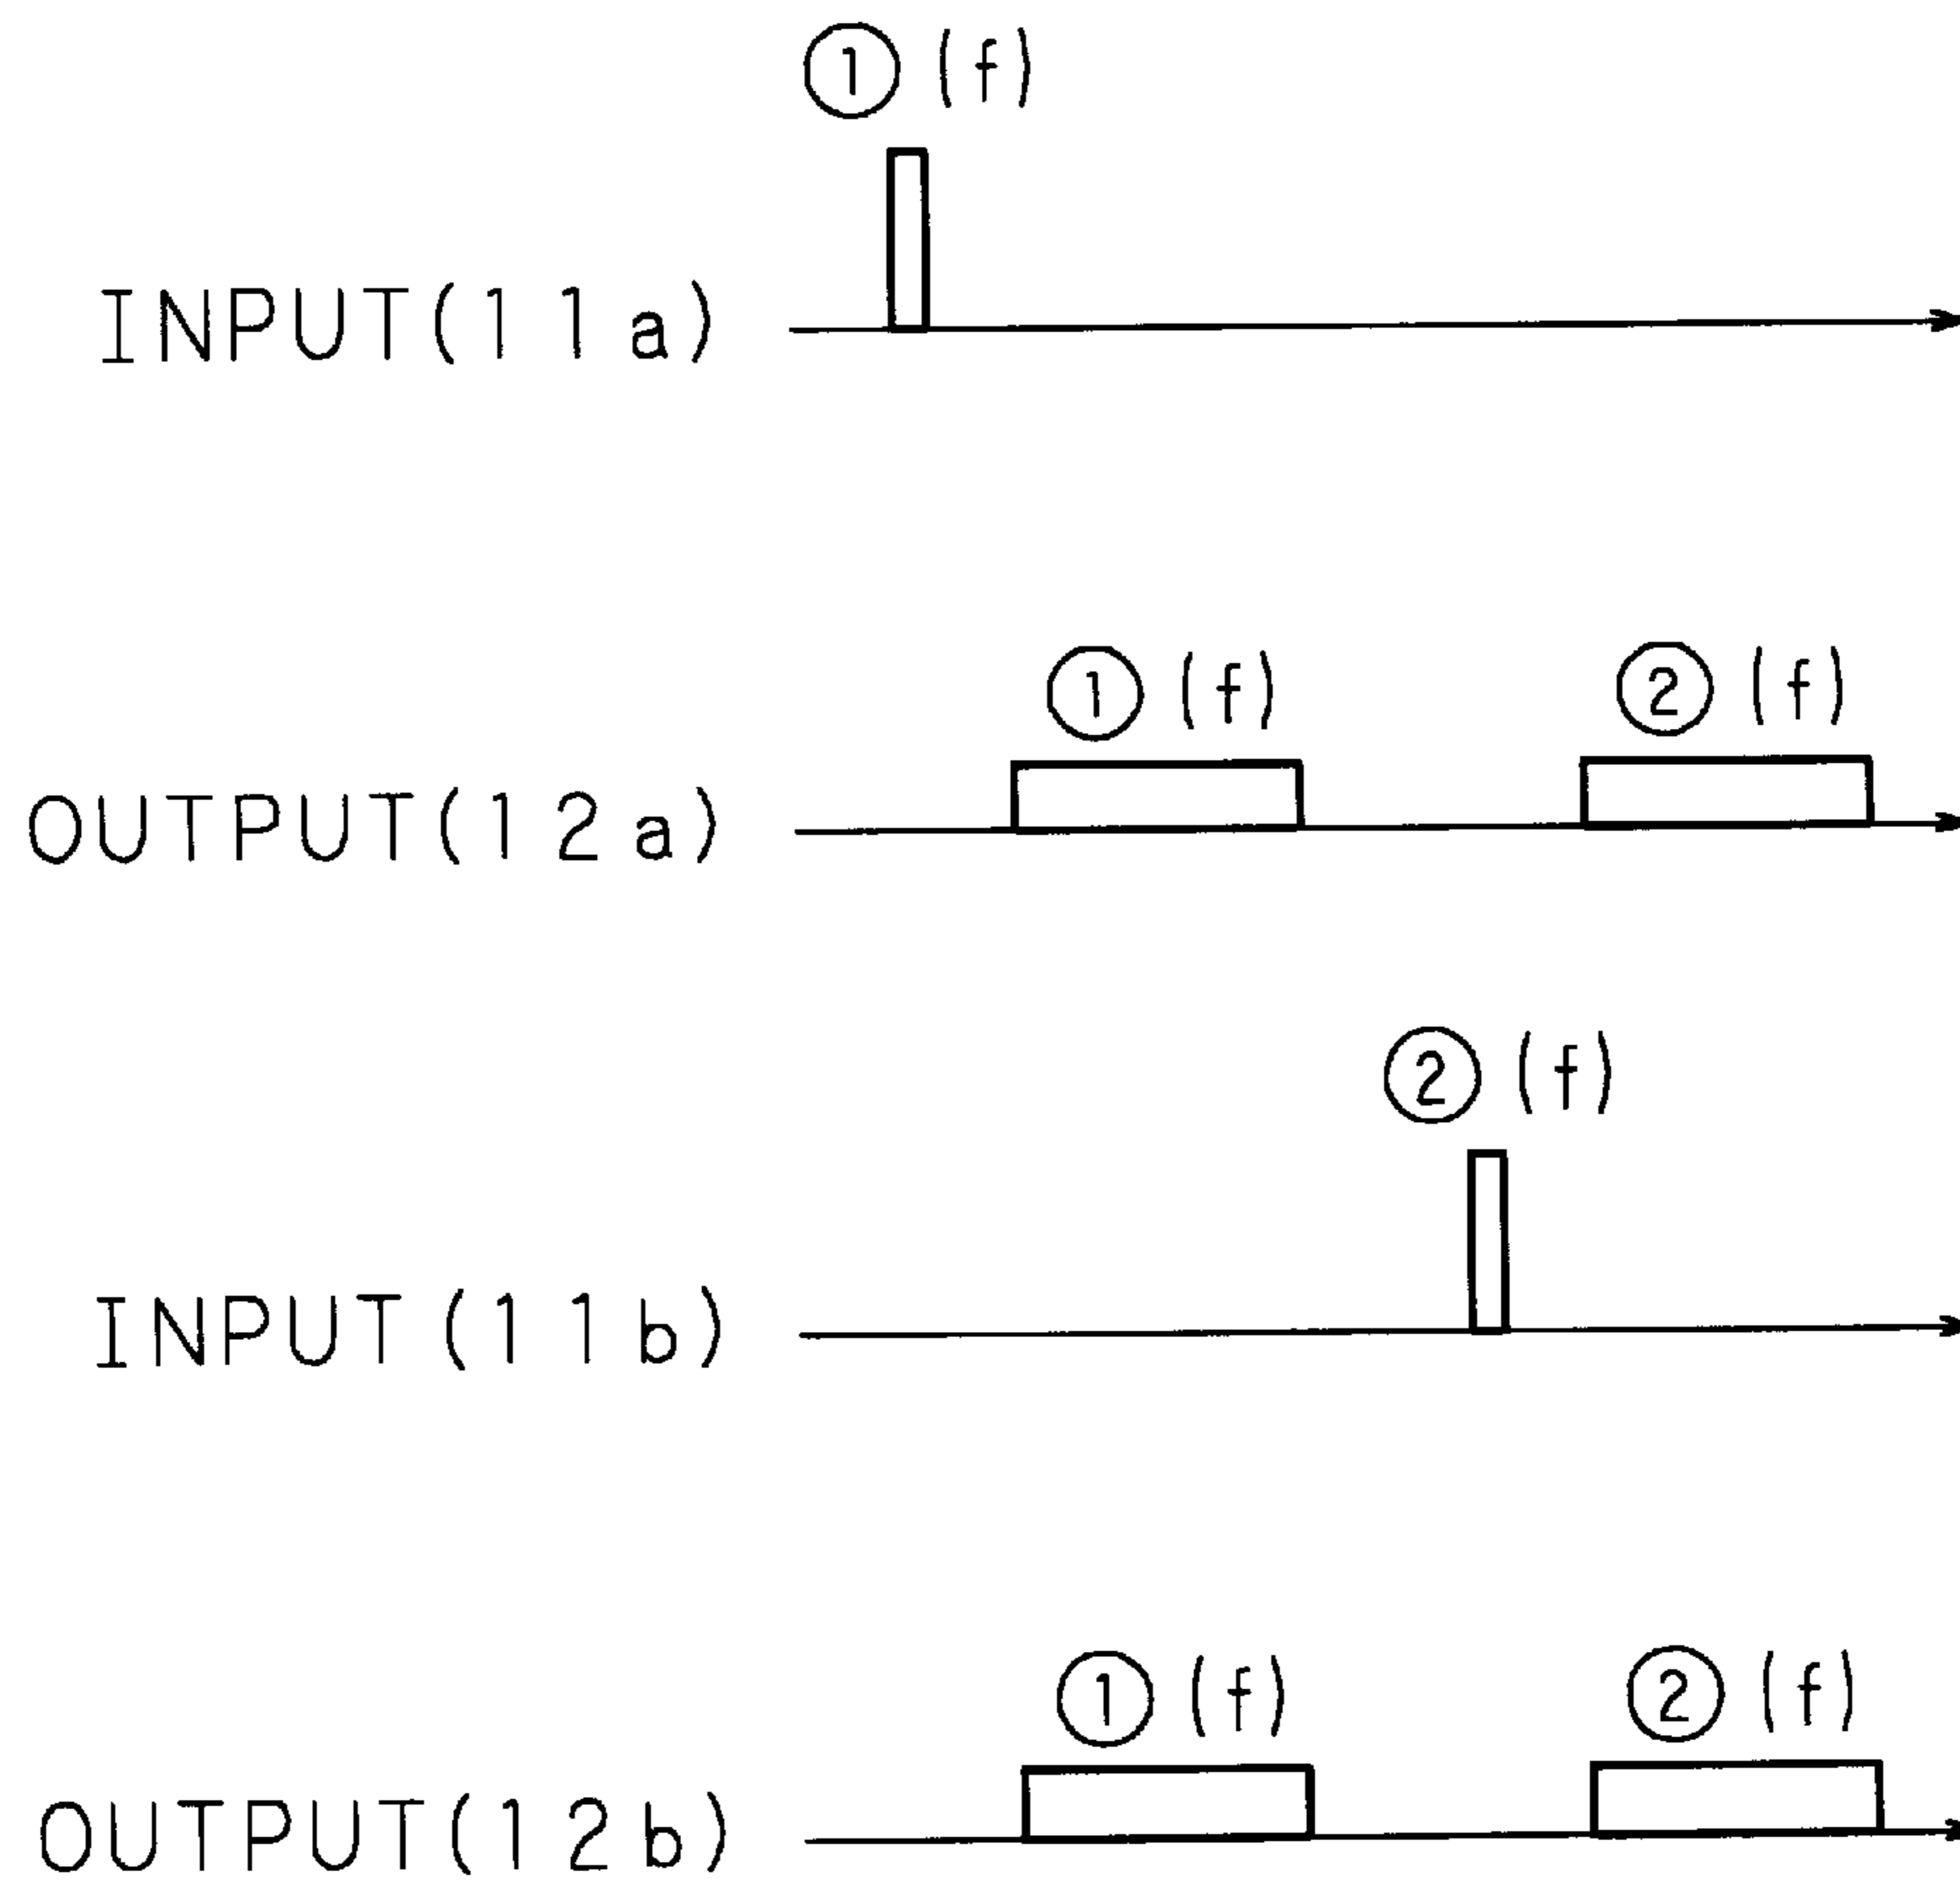 ① (f)
INPUT(11a)
① (f) ② (f)
OUTPUT(12a)
② (f)
INPUT(11b)
① (f) ② (f)
OUTPUT(12b)